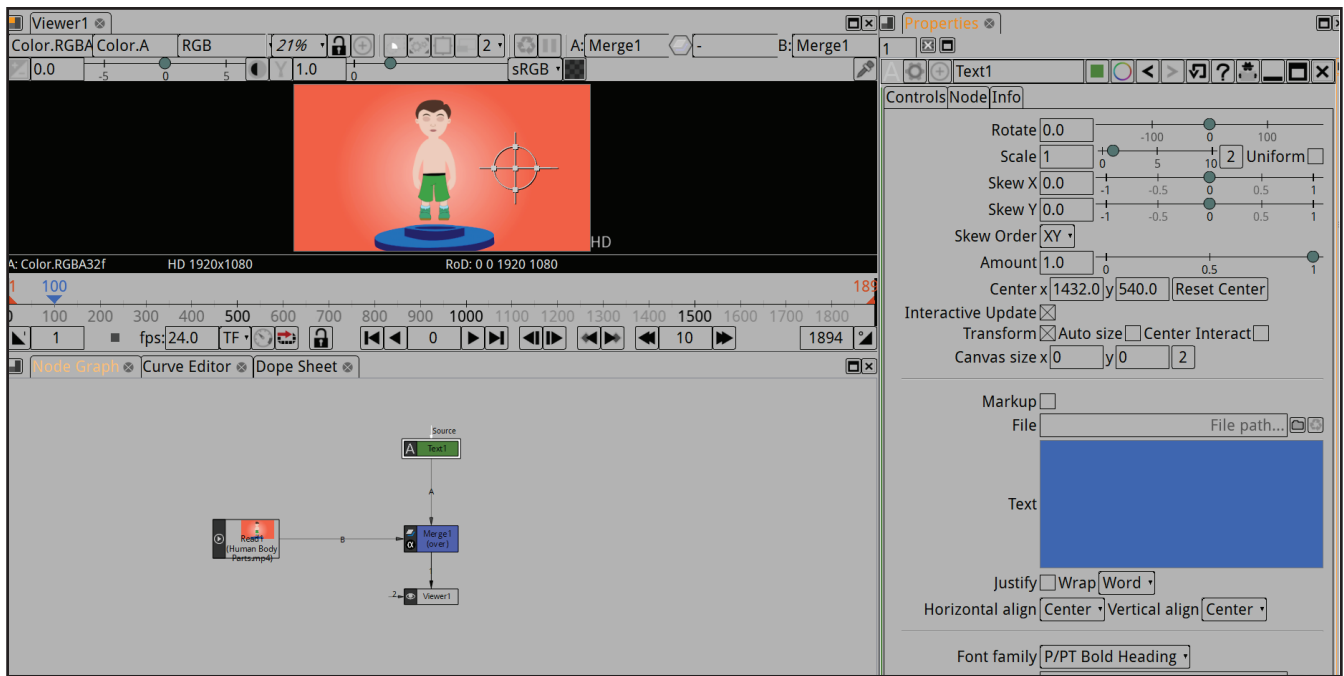 Viewer1
Color.RGBA Color.A RGB 21% 2 A: Merge1 - B: Merge1
0.0 -5 0 5 Y 1.0 0 sRGB
HD
A: Color.RGBA32f HD 1920x1080 RoD: 0 0 1920 1080
1 100 189
0 100 200 300 400 500 600 700 800 900 1000 1100 1200 1300 1400 1500 1600 1700 1800
1 fps: 24.0 TF 0 10 1894
Node Graph Curve Editor Dope Sheet
Source
A Text1
A
Read1
(Human Body
Parts.mp4)
B
Merge1
(over)
α
1
2 Viewer1
Properties
1
A Text1 < > ?
Controls Node Info
Rotate 0.0 -100 0 100
Scale 1 0 5 10 2 Uniform
Skew X 0.0 -1 -0.5 0 0.5 1
Skew Y 0.0 -1 -0.5 0 0.5 1
Skew Order XY
Amount 1.0 0 0.5 1
Center x 1432.0 y 540.0 Reset Center
Interactive Update
Transform Auto size Center Interact
Canvas size x 0 y 0 2
Markup
File File path...
Text
Justify Wrap Word
Horizontal align Center Vertical align Center
Font family P/PT Bold Heading